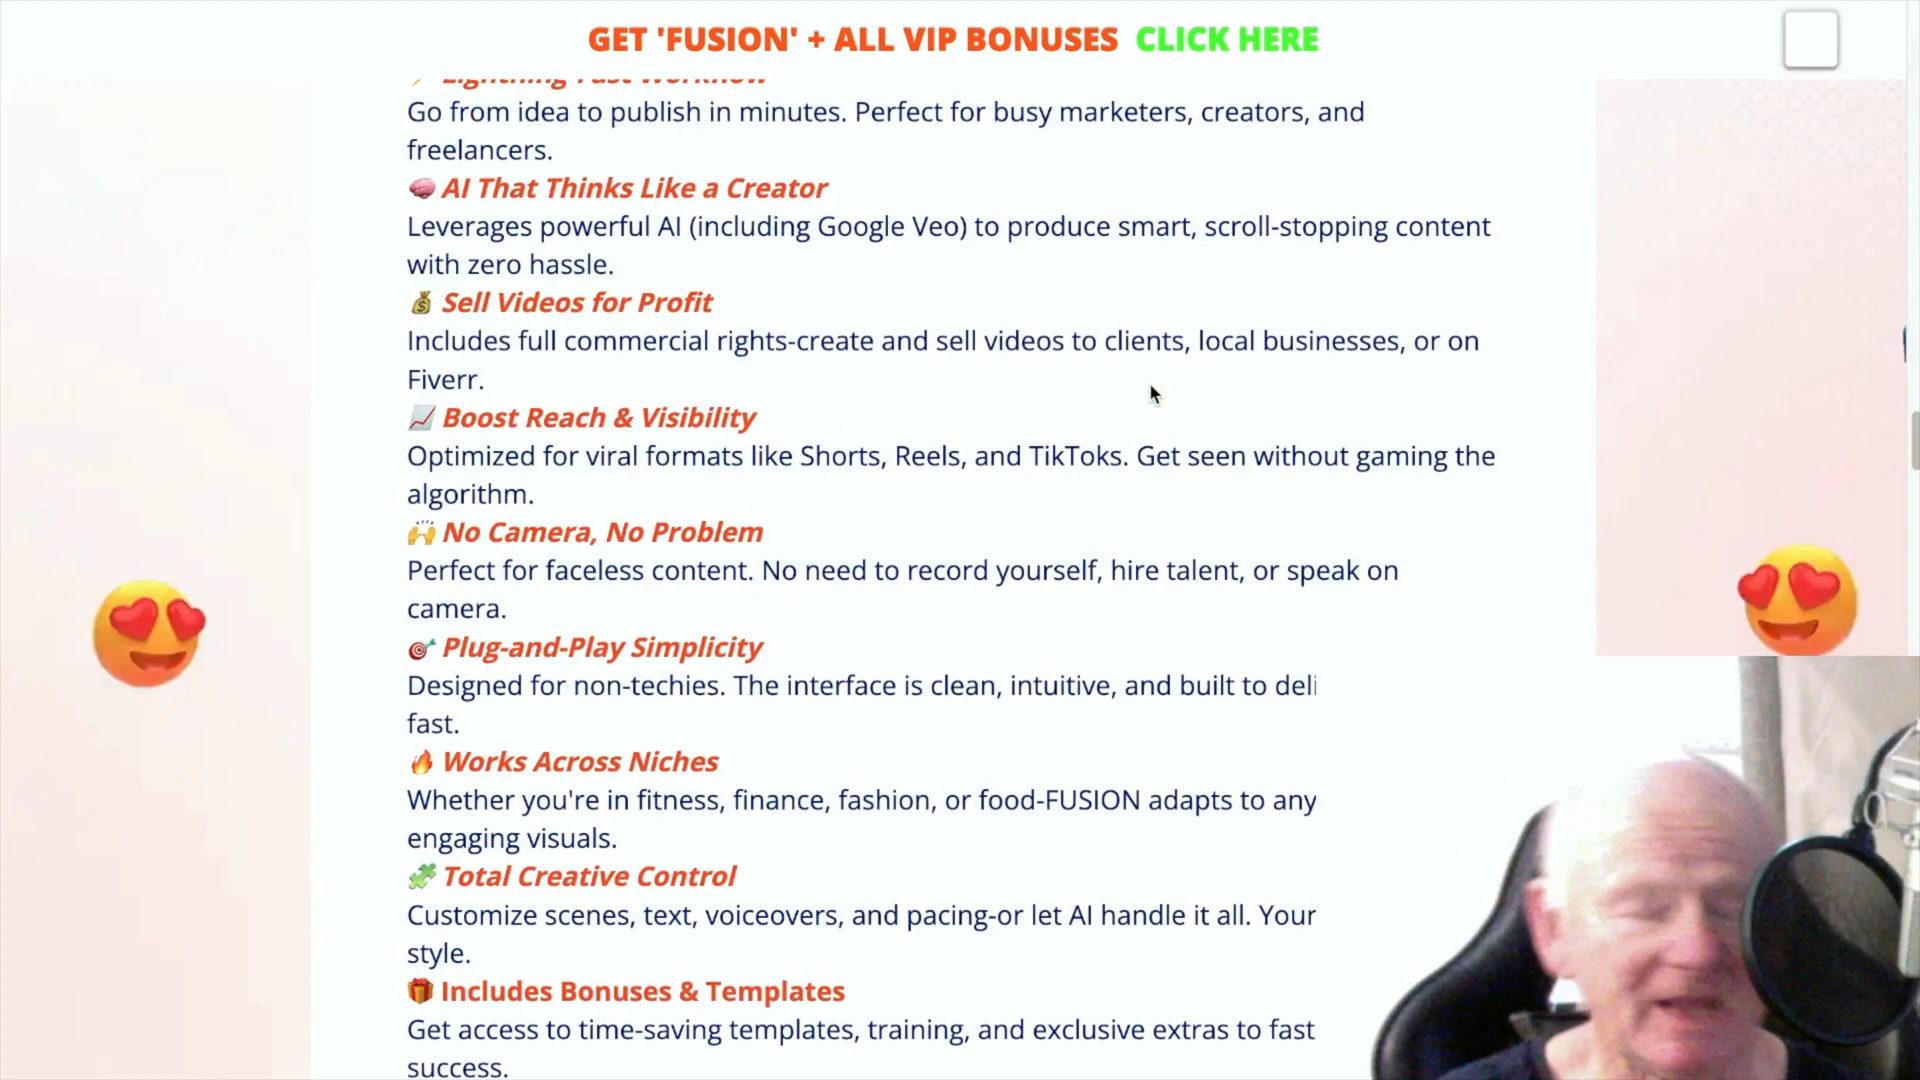 GET 'FUSION' + ALL VIP BONUSES CLICK HERE
Lightning Fast Workflow
Go from idea to publish in minutes. Perfect for busy marketers, creators, and
freelancers.
AI That Thinks Like a Creator
Leverages powerful AI (including Google Veo) to produce smart, scroll-stopping content
with zero hassle.
Sell Videos for Profit
Includes full commercial rights-create and sell videos to clients, local businesses, or on
Fiverr.
Boost Reach & Visibility
Optimized for viral formats like Shorts, Reels, and TikToks. Get seen without gaming the
algorithm.
No Camera, No Problem
Perfect for faceless content. No need to record yourself, hire talent, or speak on
camera.
Plug-and-Play Simplicity
Designed for non-techies. The interface is clean, intuitive, and built to deli
fast.
Works Across Niches
Whether you're in fitness, finance, fashion, or food-FUSION adapts to any
engaging visuals.
Total Creative Control
Customize scenes, text, voiceovers, and pacing-or let AI handle it all. Your
style.
Includes Bonuses & Templates
Get access to time-saving templates, training, and exclusive extras to fast
success.